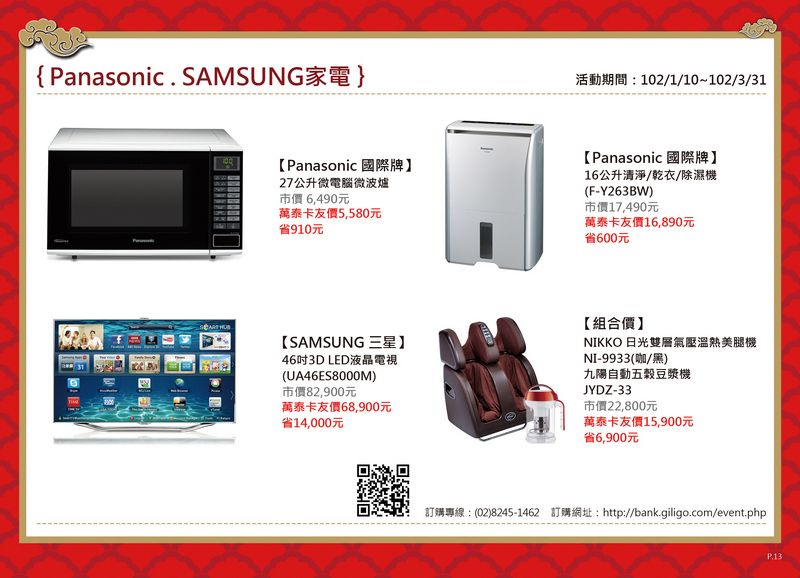 {Panasonic . SAMSUNG家電}
活動期間：102/1/10~102/3/31
【Panasonic 國際牌】
27公升微電腦微波爐
市價 6,490元
萬泰卡友價5,580元
省910元
【Panasonic 國際牌】
16公升清淨/乾衣/除濕機
(F-Y263BW)
市價17,490元
萬泰卡友價16,890元
省600元
Panasonic
Panasonic
【SAMSUNG 三星】
46吋3D LED液晶電視
(UA46ES8000M)
市價82,900元
萬泰卡友價68,900元
省14,000元
SMART HUB
【組合價】
NIKKO 日光雙層氣壓溫熱美腿機
NI-9933(咖/黑)
九陽自動五穀豆漿機
JYDZ-33
市價22,800元
萬泰卡友價15,900元
省6,900元
訂購專線：(02)8245-1462 訂購網址：http://bank.giligo.com/event.php
P.13